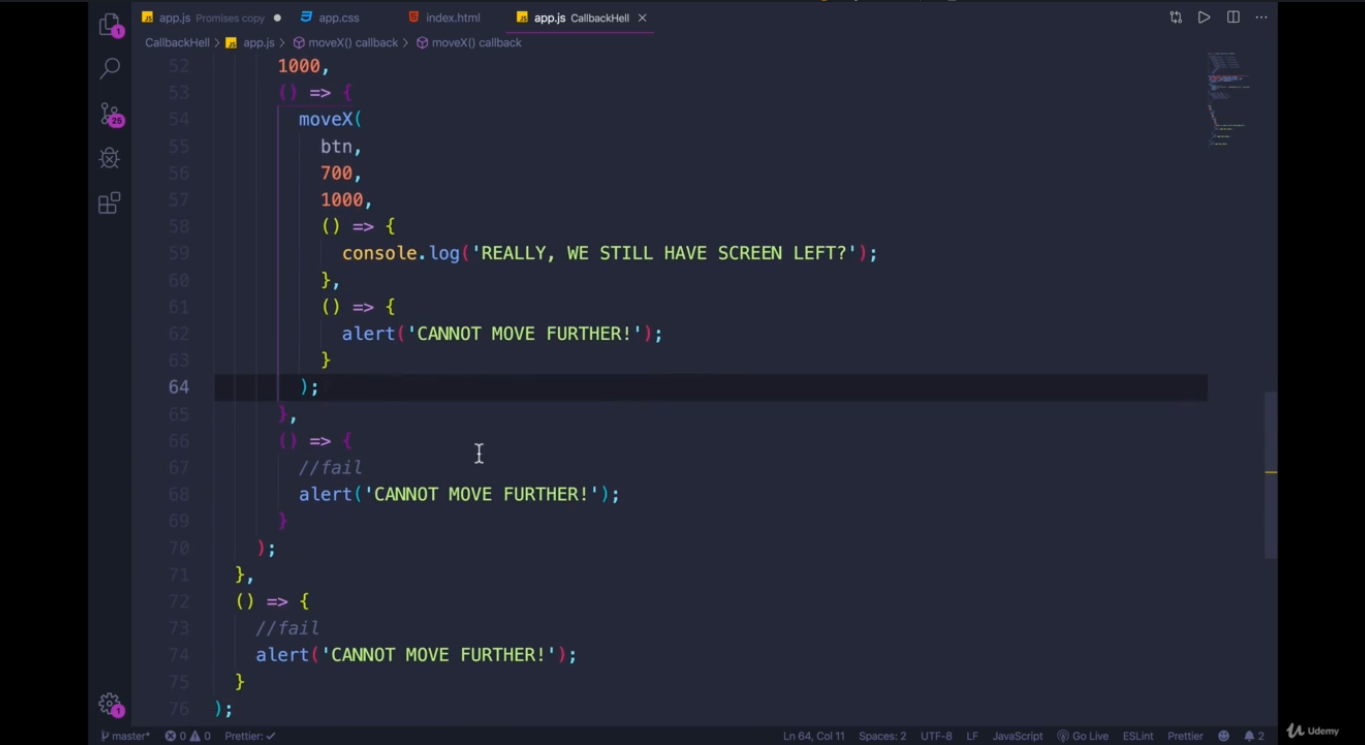 app.js Promises copy ● app.css index.html app.js CallbackHell ×
CallbackHell > app.js > moveX() callback > moveX() callback
52 1000,
53 () => {
54 moveX(
55 btn,
56 700,
57 1000,
58 () => {
59 console.log('REALLY, WE STILL HAVE SCREEN LEFT?');
60 },
61 () => {
62 alert('CANNOT MOVE FURTHER!');
63 }
64 );
65 },
66 () => {
67 //fail
68 alert('CANNOT MOVE FURTHER!');
69 }
70 );
71 },
72 () => {
73 //fail
74 alert('CANNOT MOVE FURTHER!');
75 }
76 );
1
25
1
master* 0 0 Prettier: ✓ Ln 64, Col 11 Spaces: 2 UTF-8 LF JavaScript Go Live ESLint Prettier 2
Udemy